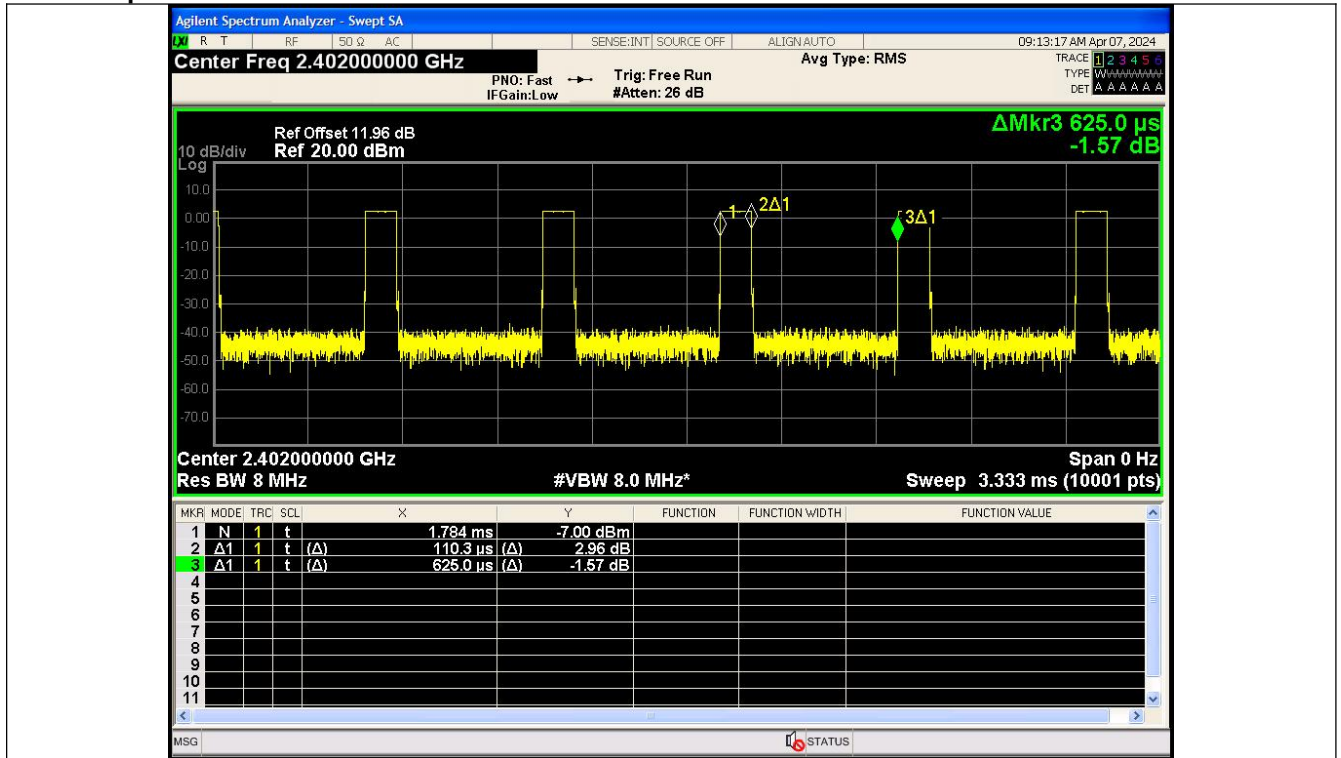 Agilent Spectrum Analyzer - Swept SA
LXI R T RF 50 Ω AC SENSE:INT SOURCE OFF ALIGN AUTO 09:13:17 AM Apr 07, 2024
Center Freq 2.402000000 GHz Avg Type: RMS TRACE 1 2 3 4 5 6
PNO: Fast Trig: Free Run TYPE W
IFGain:Low #Atten: 26 dB DET A A A A A A
ΔMkr3 625.0 µs
Ref Offset 11.96 dB
10 dB/div Ref 20.00 dBm -1.57 dB
Log
10.0
2Δ1
1
0.00
3Δ1
-10.0
-20.0
-30.0
-40.0
-50.0
-60.0
-70.0
Center 2.402000000 GHz Span 0 Hz
Res BW 8 MHz #VBW 8.0 MHz* Sweep 3.333 ms (10001 pts)
MKR MODE TRC SCL X Y FUNCTION FUNCTION WIDTH FUNCTION VALUE
1 N 1 t 1.784 ms -7.00 dBm
2 Δ1 1 t (Δ) 110.3 µs (Δ) 2.96 dB
3 Δ1 1 t (Δ) 625.0 µs (Δ) -1.57 dB
4
5
6
7
8
9
10
11
MSG STATUS